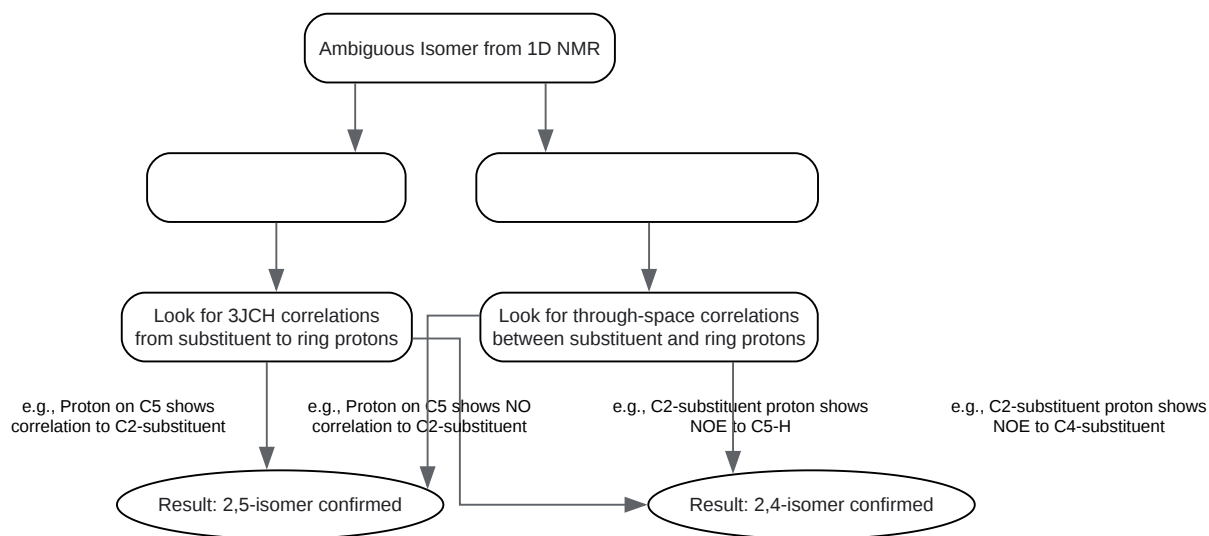 Ambiguous Isomer from 1D NMR
Look for 3JCH correlations
from substituent to ring protons
Look for through-space correlations
between substituent and ring protons
e.g., Proton on C5 shows
correlation to C2-substituent
e.g., Proton on C5 shows NO
correlation to C2-substituent
e.g., C2-substituent proton shows
NOE to C5-H
e.g., C2-substituent proton shows
NOE to C4-substituent
Result: 2,5-isomer confirmed
Result: 2,4-isomer confirmed